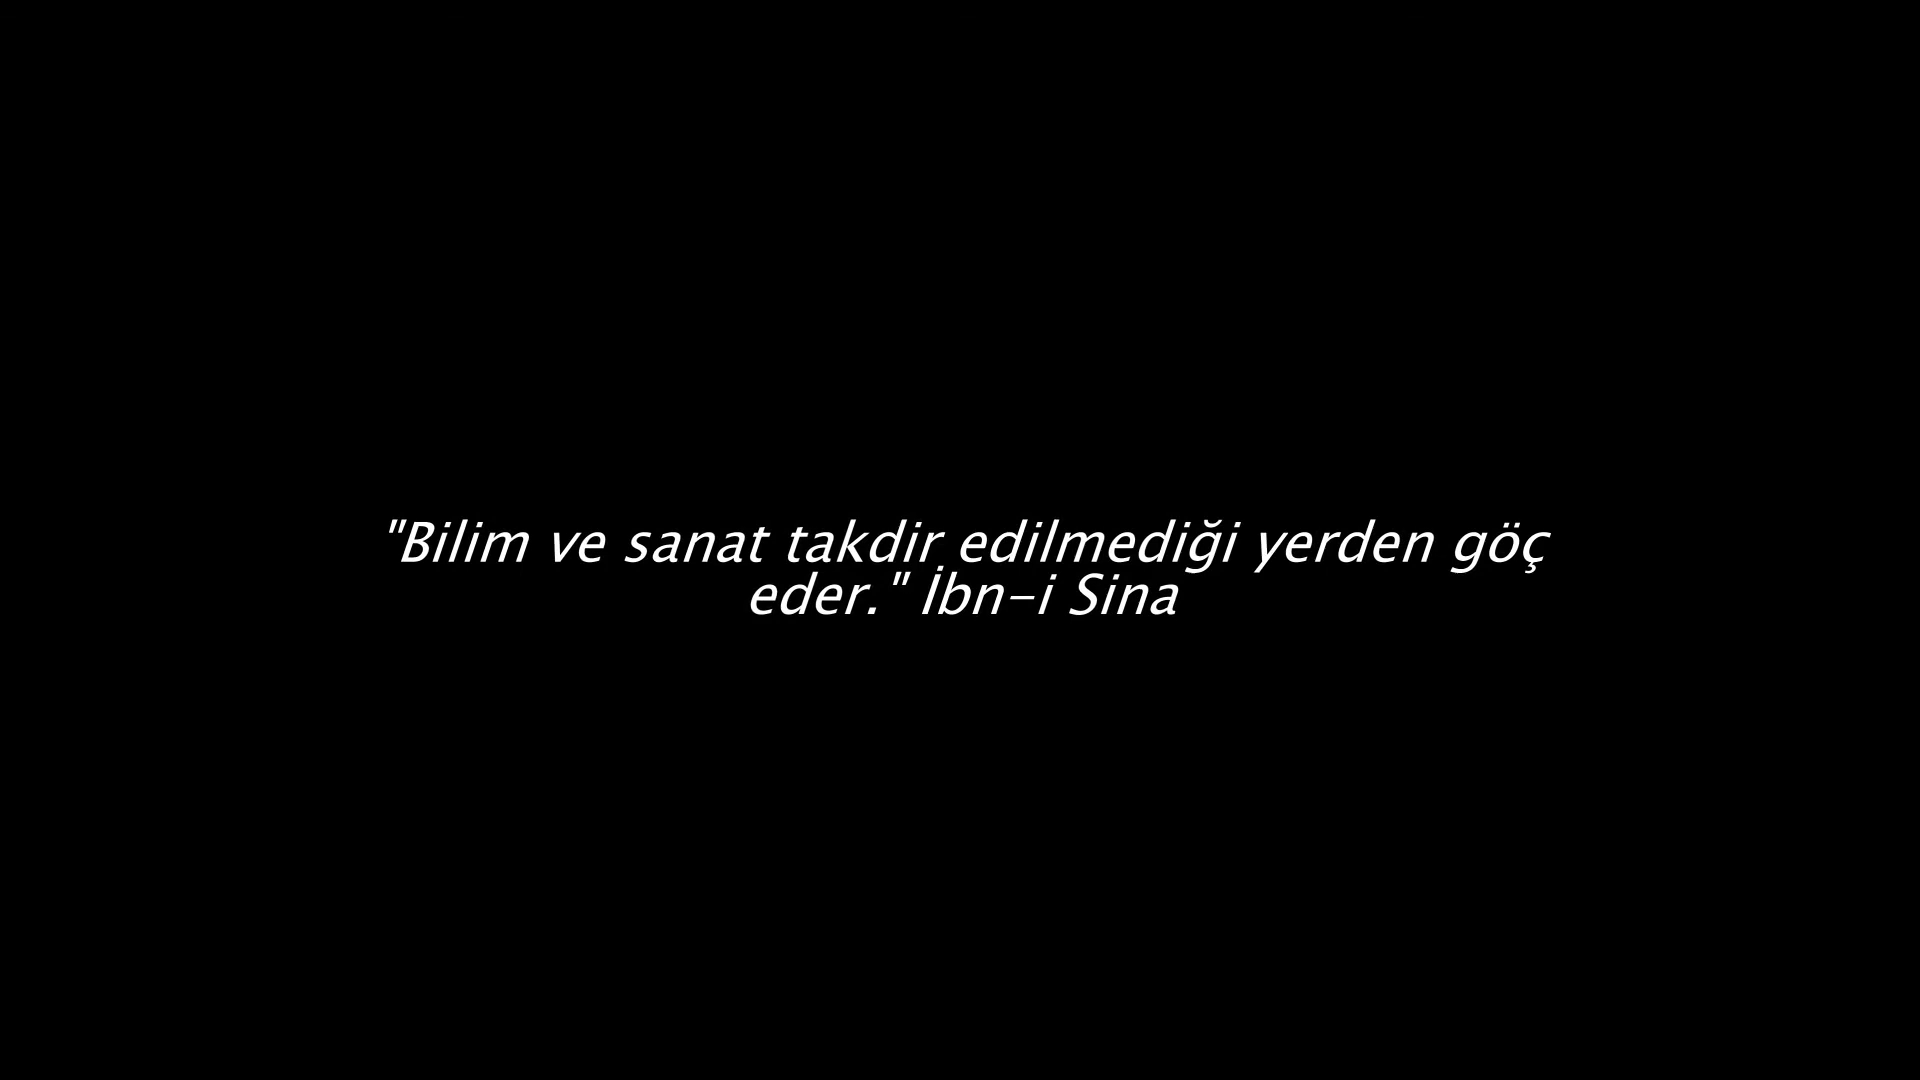 "Bilim ve sanat takdir edilmediği yerden göç
eder." İbn-i Sina